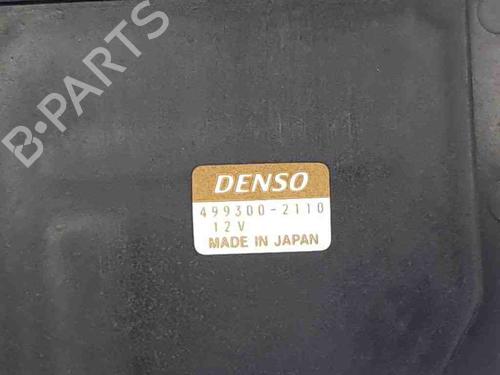 B-PARTS
DENSO
499300-2110
12V
MADE IN JAPAN